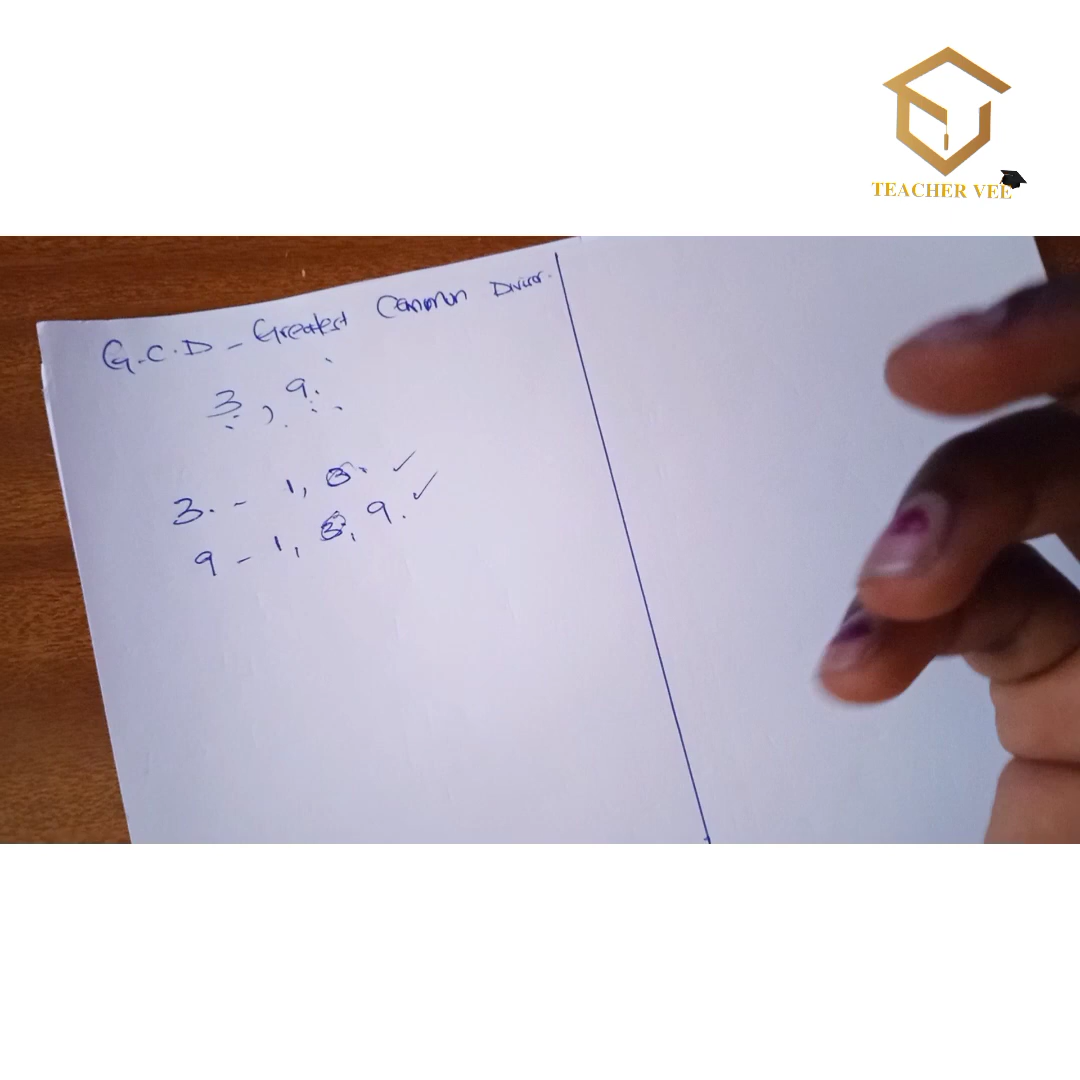 TEACHER VEE
G.C.D - Greatest Common Divisor.
3 , 9.
3. - 1, 3. ✓
9 - 1, 3, 9. ✓